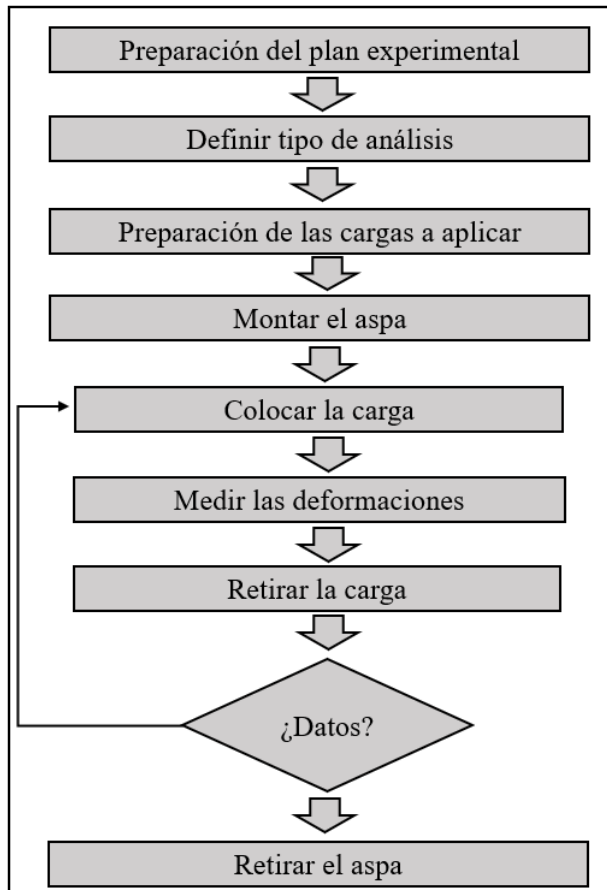 Preparación del plan experimental
Definir tipo de análisis
Preparación de las cargas a aplicar
Montar el aspa
Colocar la carga
Medir las deformaciones
Retirar la carga
¿Datos?
Retirar el aspa